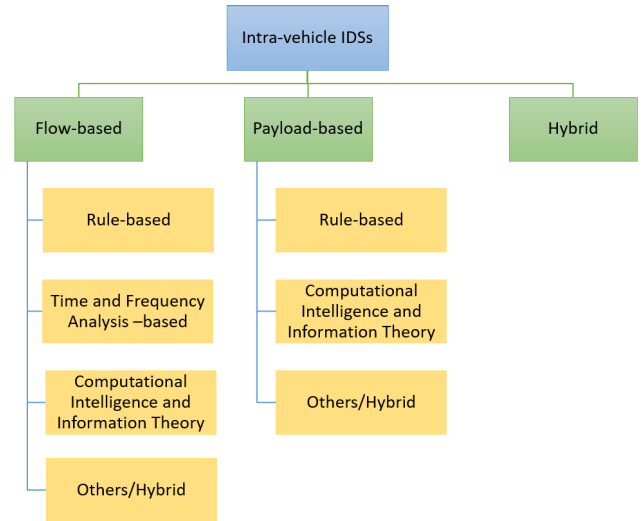 Intra-vehicle IDSs
Flow-based
Payload-based
Hybrid
Rule-based
Time and Frequency
Analysis –based
Computational
Intelligence and
Information Theory
Others/Hybrid
Rule-based
Computational
Intelligence and
Information Theory
Others/Hybrid